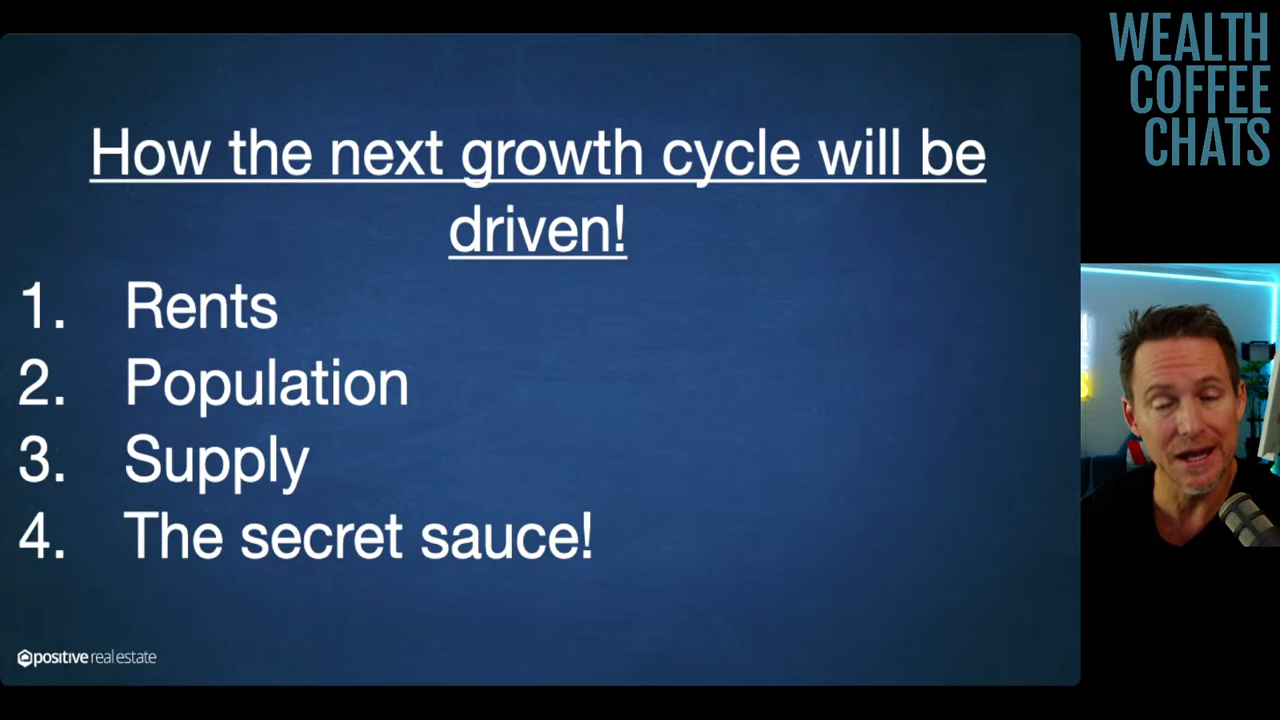 WEALTH
COFFEE
CHATS
How the next growth cycle will be
driven!
1. Rents
2. Population
3. Supply
4. The secret sauce!
positive real estate